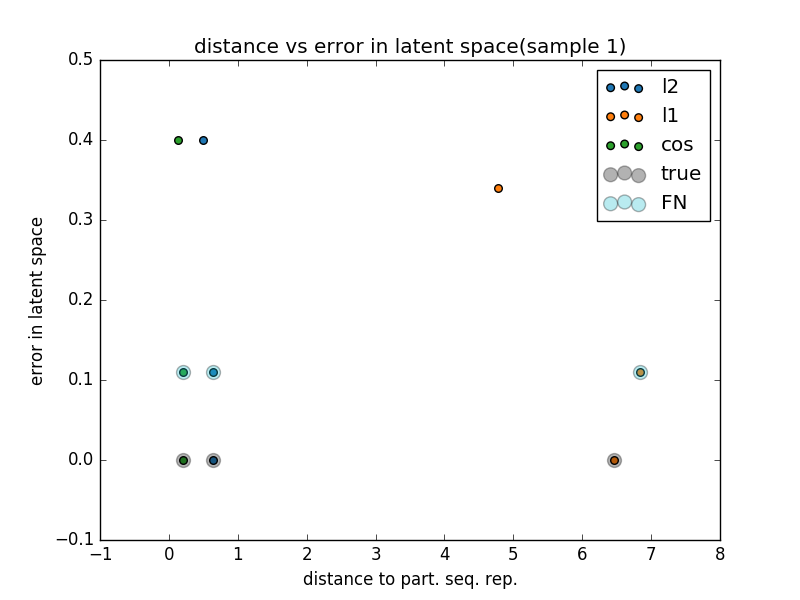 distance vs error in latent space(sample 1)
0.5
0.4
0.3
0.2
0.1
0.0
−0.1
error in latent space
l2
l1
cos
true
FN
−1 0 1 2 3 4 5 6 7 8
distance to part. seq. rep.